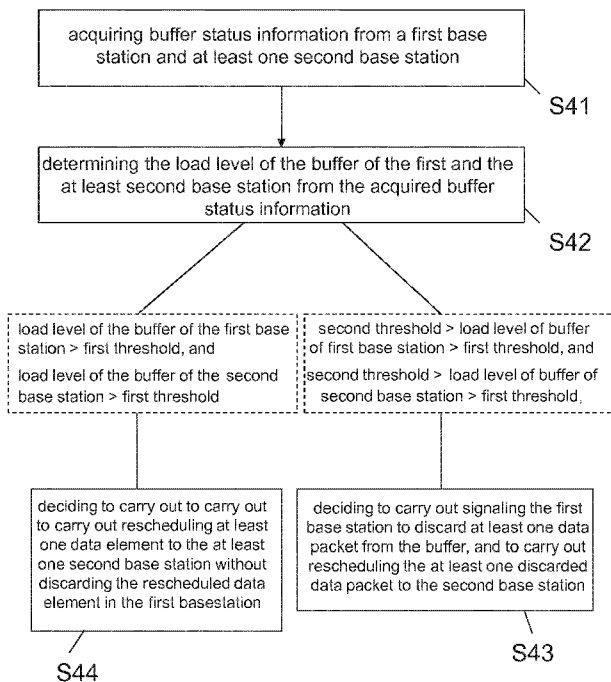 acquiring buffer status information from a first base
station and at least one second base station
S41
determining the load level of the buffer of the first and the
at least second base station from the acquired buffer
status information
S42
load level of the buffer of the first base
station > first threshold, and
load level of the buffer of the second
base station > first threshold
second threshold > load level of buffer
of first base station > first threshold, and
second threshold > load level of buffer of
second base station > first threshold,
deciding to carry out to carry out
to carry out rescheduling at least
one data element to the at least
one second base station without
discarding the rescheduled data
element in the first basestation
S44
deciding to carry out signaling the first
base station to discard at least one data
packet from the buffer, and to carry out
rescheduling the at least one discarded
data packet to the second base station
S43